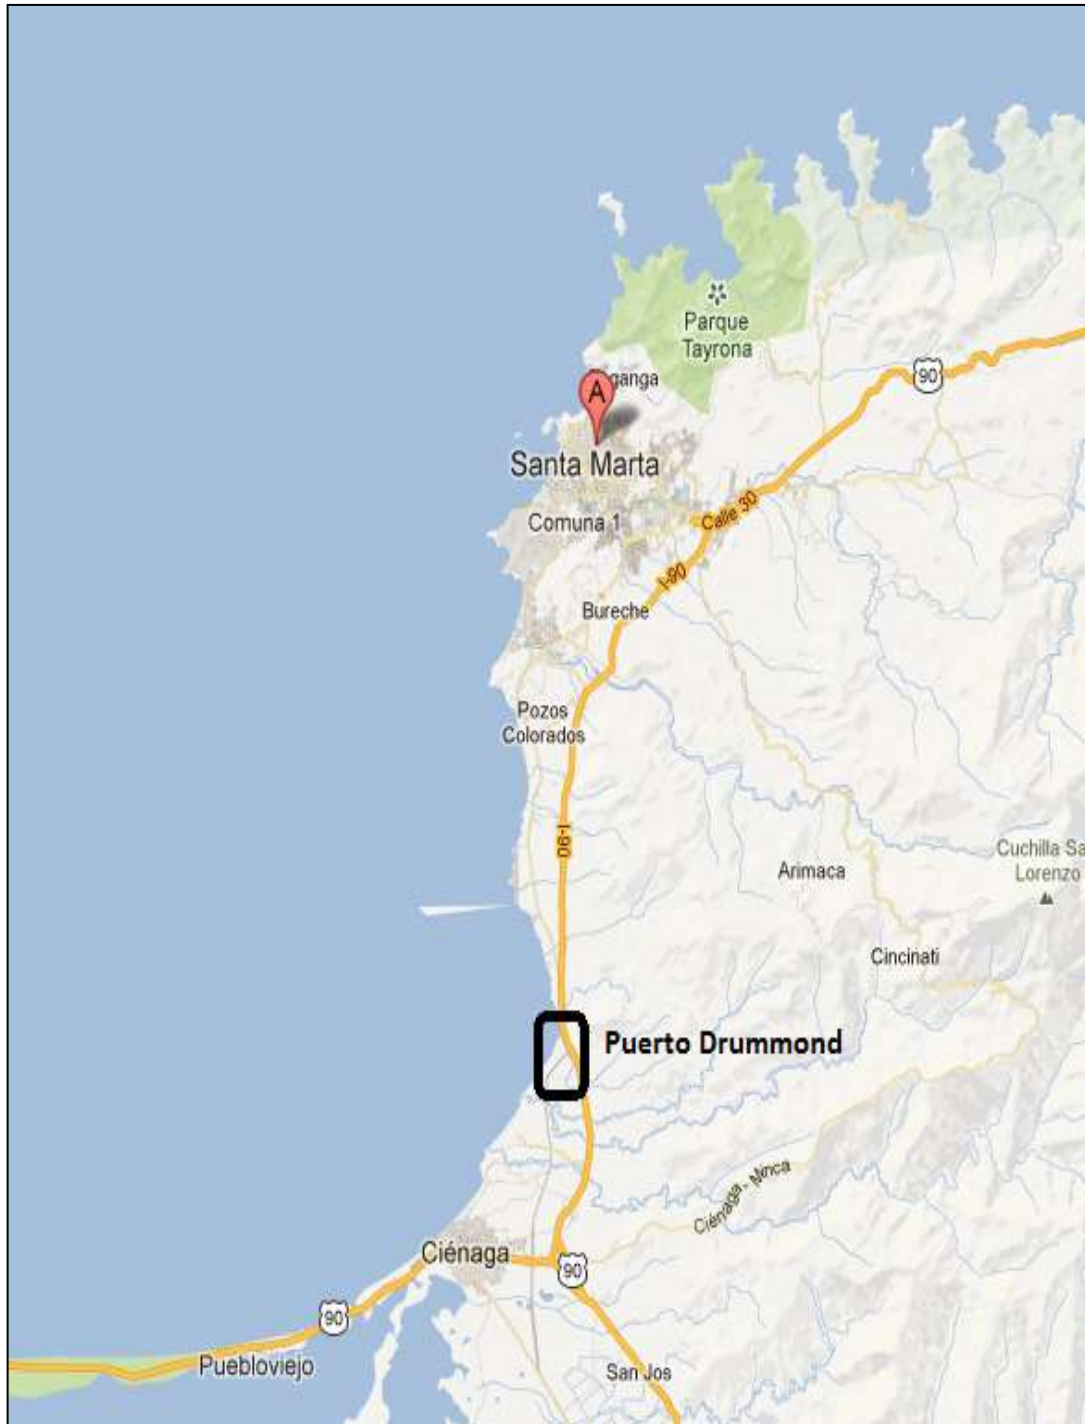 Parque
Tayrona
90
ganga
A
Santa Marta
Calle 30
Comuna 1
I-90
Bureche
Pozos
Colorados
I-90
Cuchilla Sa
Lorenzo
Arimaca
Cincinati
Puerto Drummond
Ciénaga - Minca
Ciénaga
90
90
Puebloviejo
San Jos